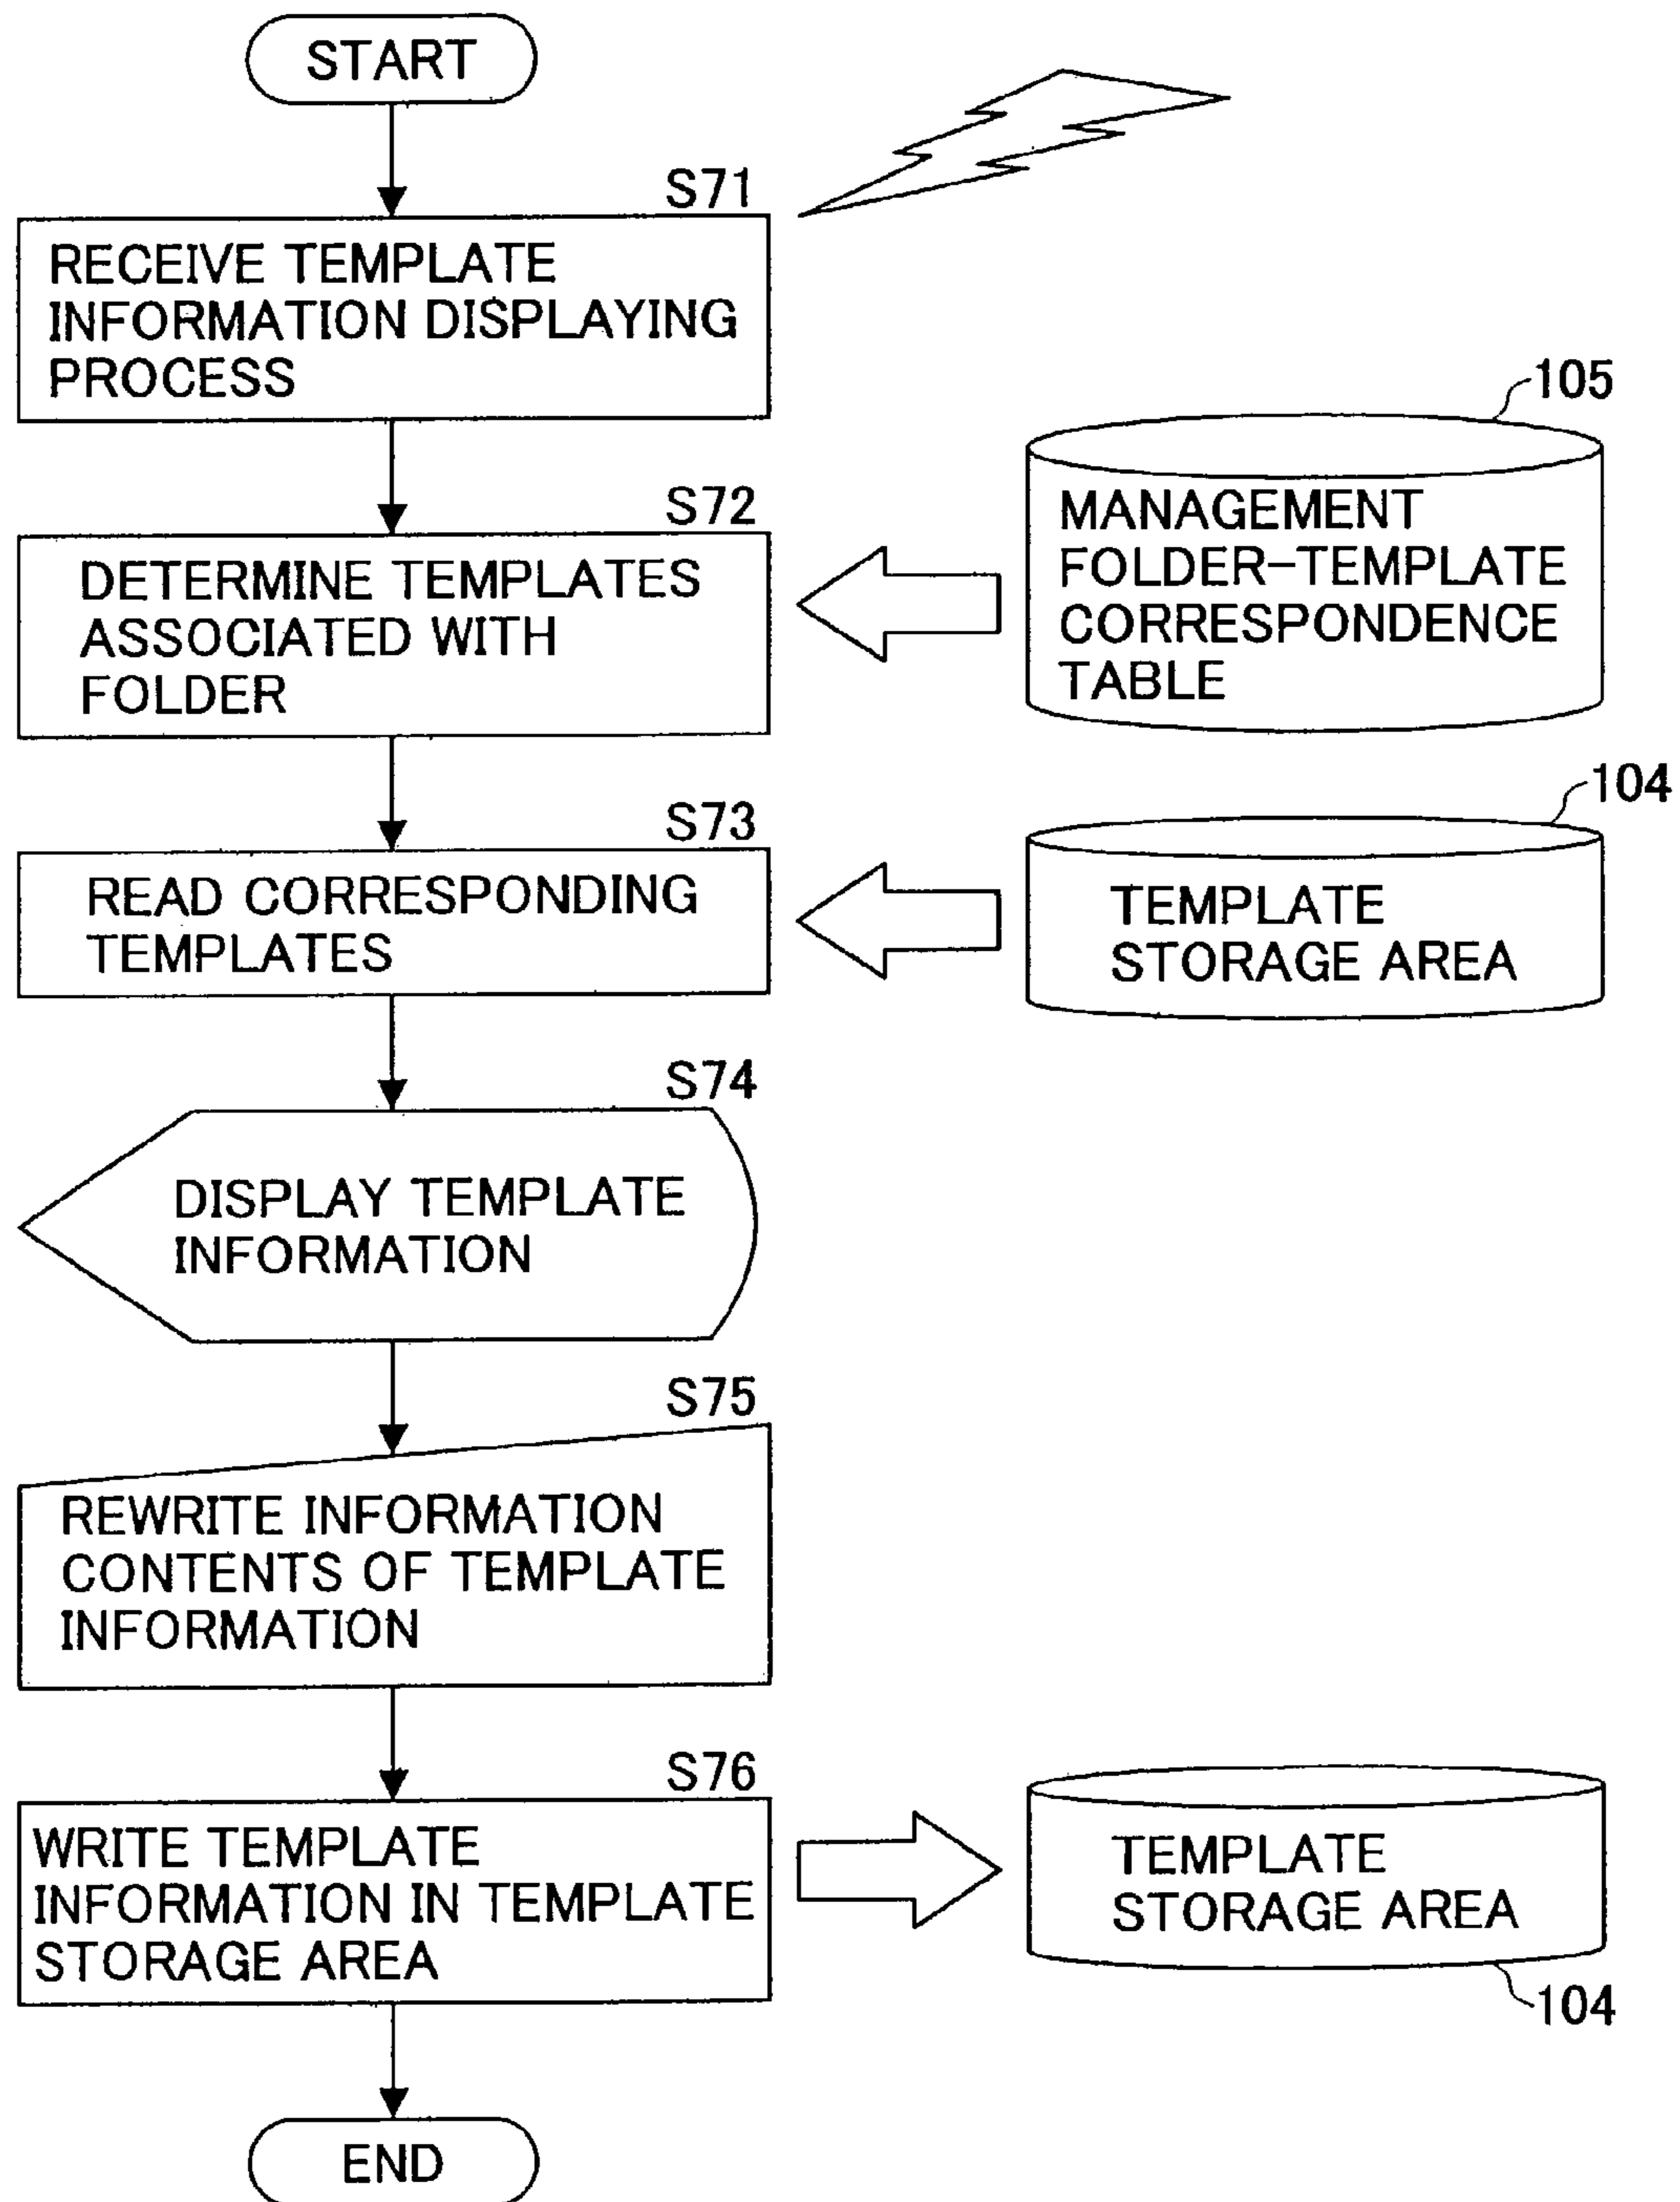 START
S71
RECEIVE TEMPLATE
INFORMATION DISPLAYING
PROCESS
105
S72
DETERMINE TEMPLATES
ASSOCIATED WITH
FOLDER
MANAGEMENT
FOLDER-TEMPLATE
CORRESPONDENCE
TABLE
104
S73
READ CORRESPONDING
TEMPLATES
TEMPLATE
STORAGE AREA
S74
DISPLAY TEMPLATE
INFORMATION
S75
REWRITE INFORMATION
CONTENTS OF TEMPLATE
INFORMATION
S76
WRITE TEMPLATE
INFORMATION IN TEMPLATE
STORAGE AREA
TEMPLATE
STORAGE AREA
104
END